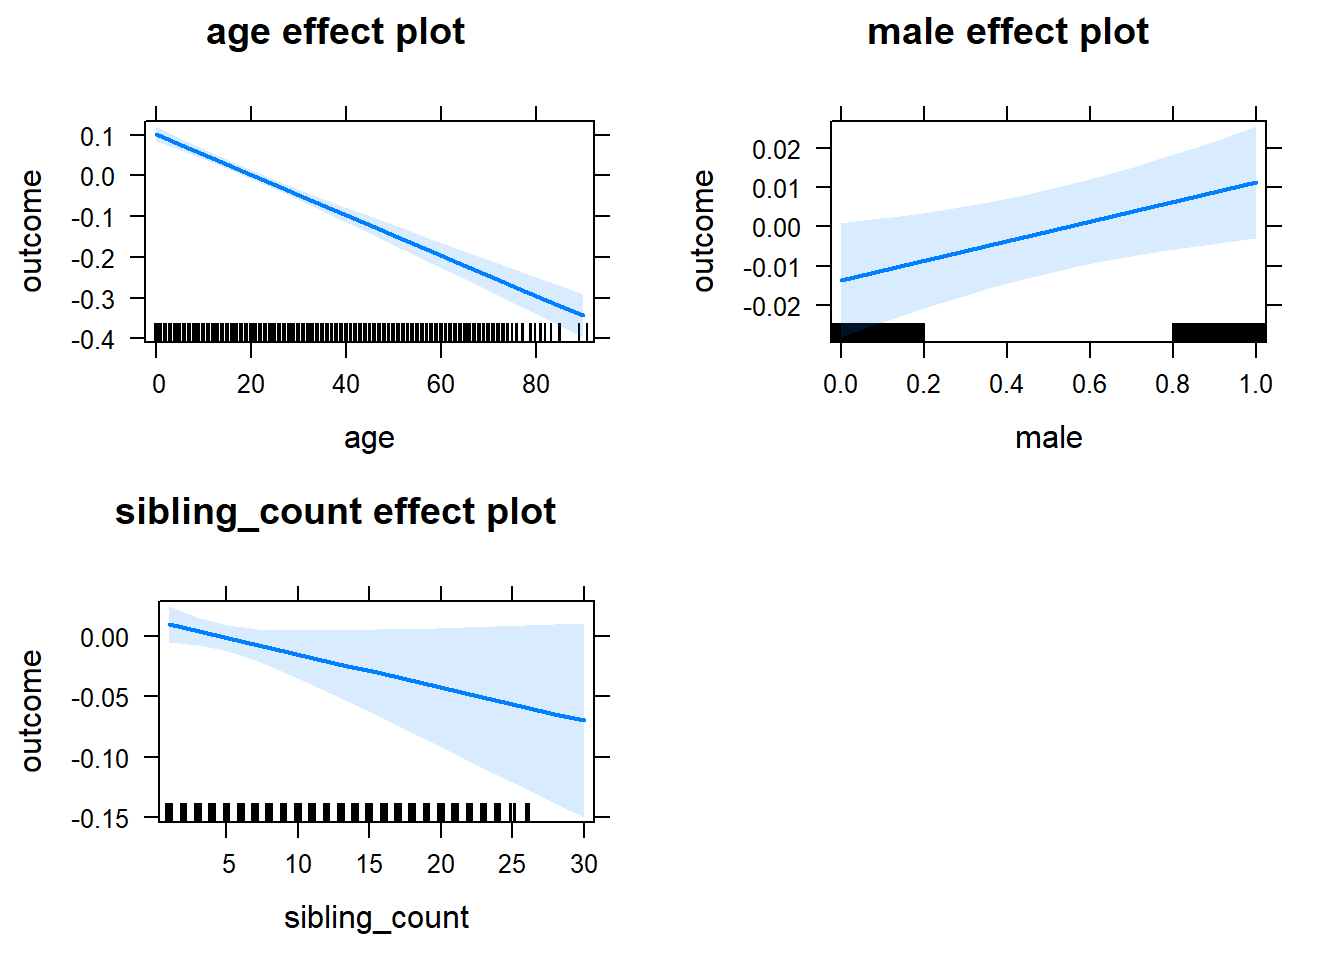 age effect plot
outcome
0.1
0.0
-0.1
-0.2
-0.3
-0.4
0 20 40 60 80
age
male effect plot
outcome
0.02
0.01
0.00
-0.01
-0.02
0.0 0.2 0.4 0.6 0.8 1.0
male
sibling_count effect plot
outcome
0.00
-0.05
-0.10
-0.15
5 10 15 20 25 30
sibling_count